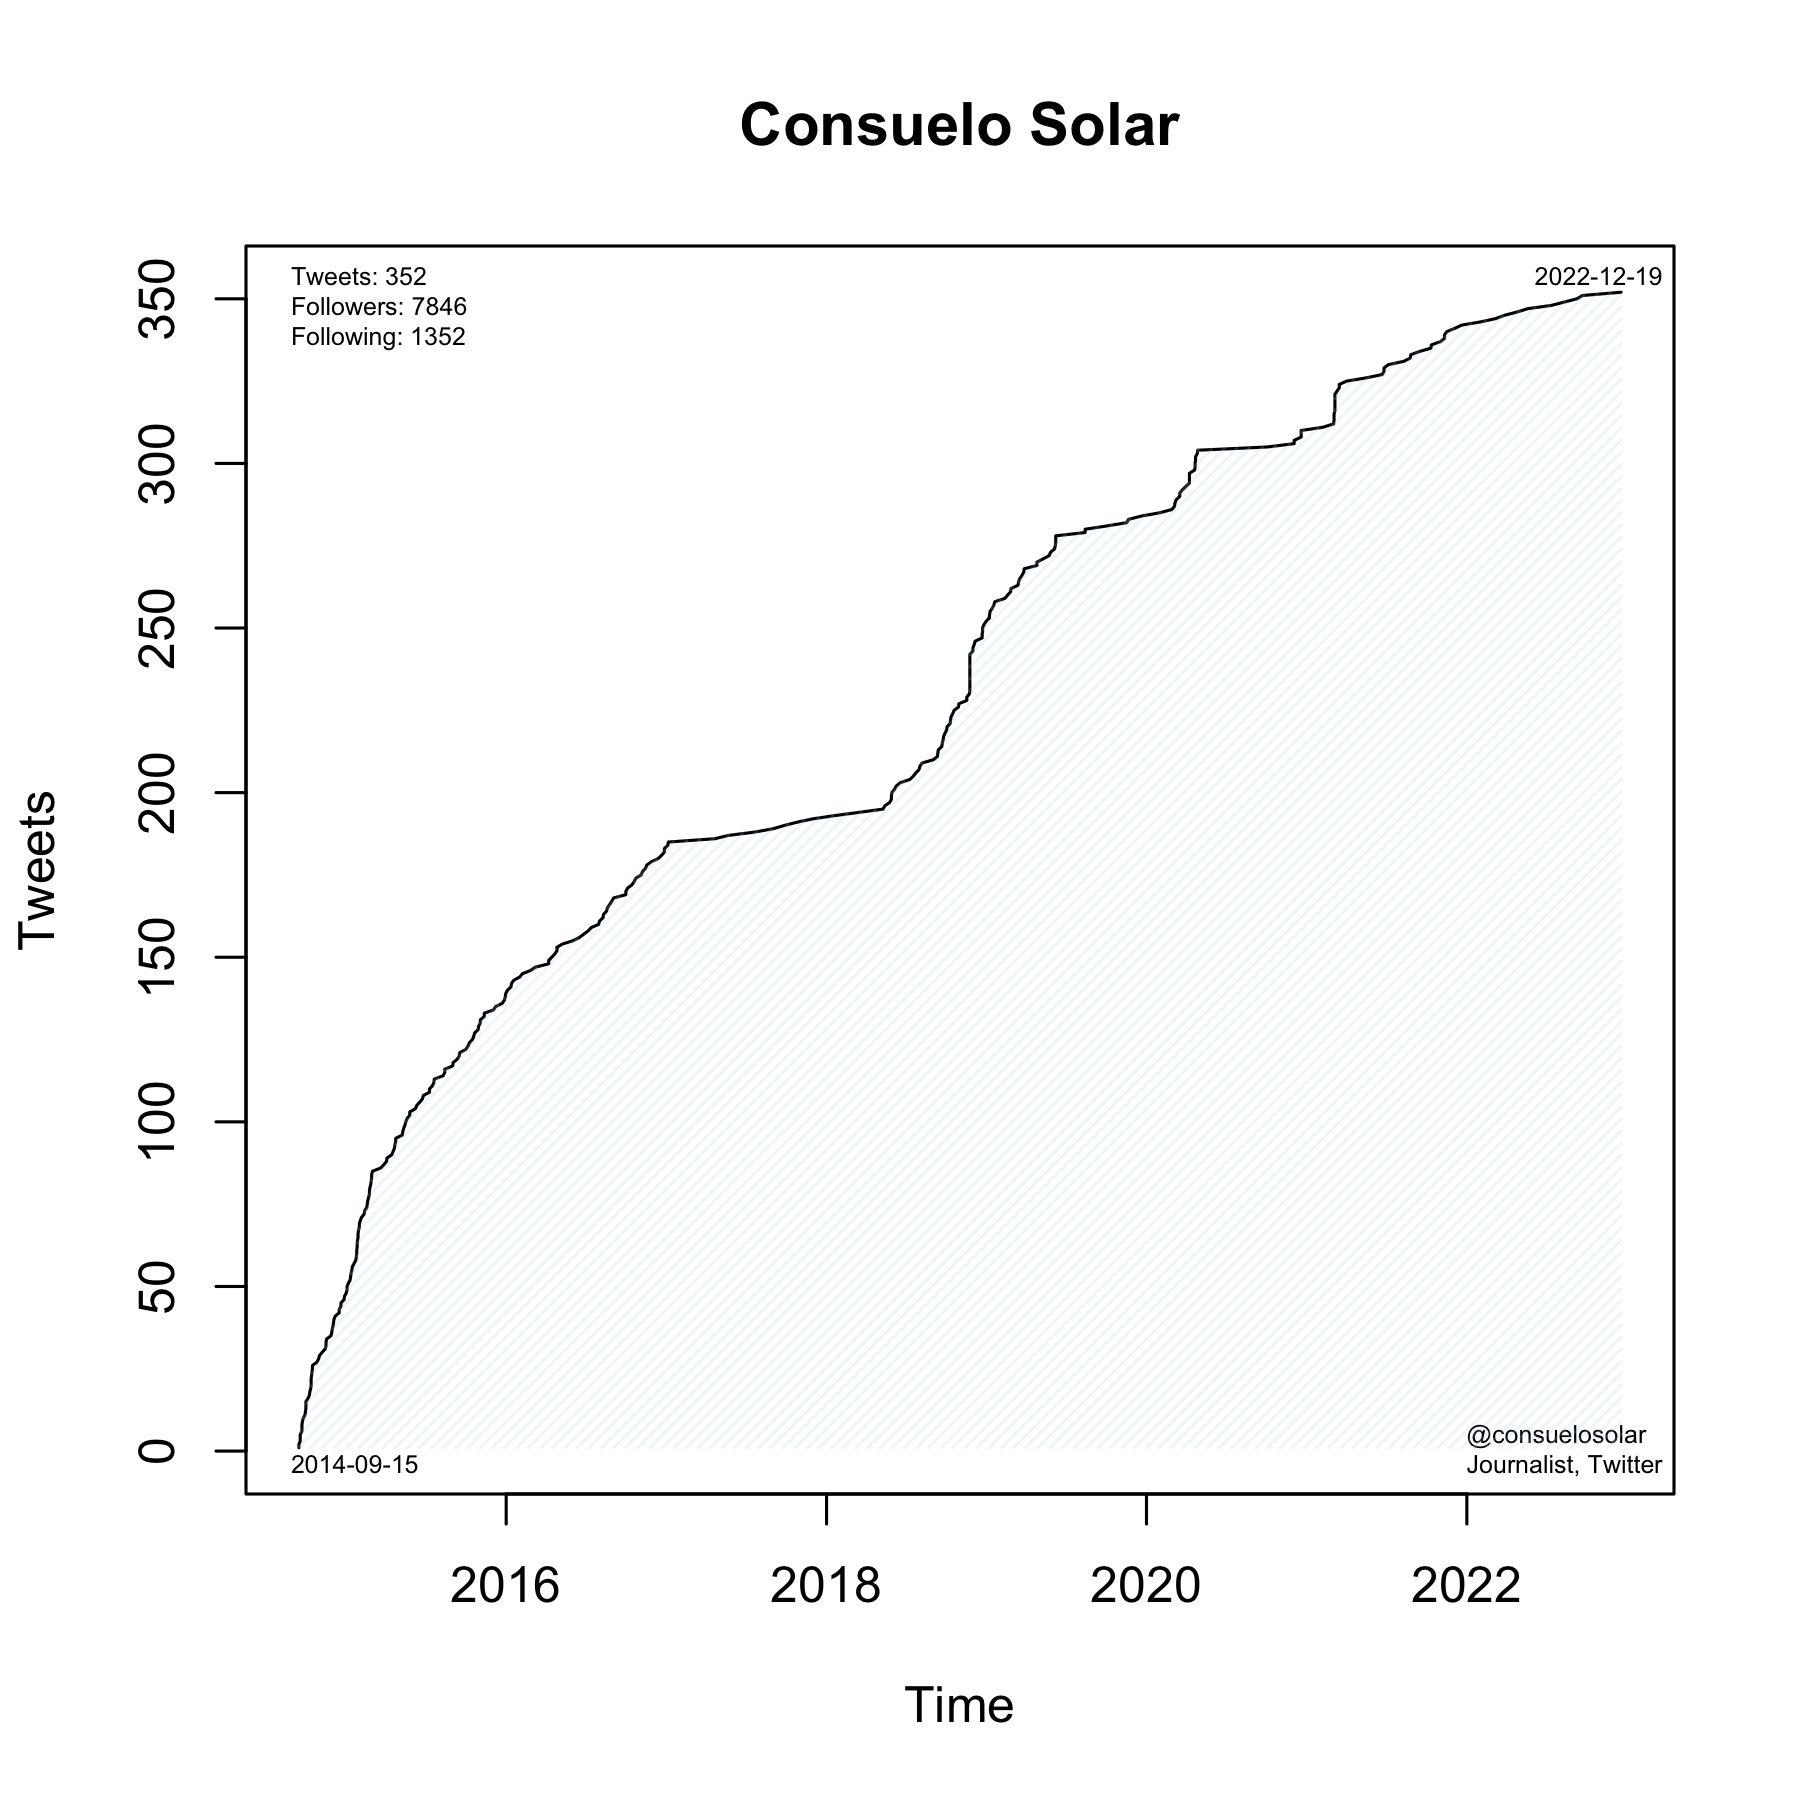 Consuelo Solar
Tweets: 352
Followers: 7846
Following: 1352
2022-12-19
350
300
250
200
150
100
50
0
Tweets
2014-09-15
@consuelosolar
Journalist, Twitter
2016
2018
2020
2022
Time